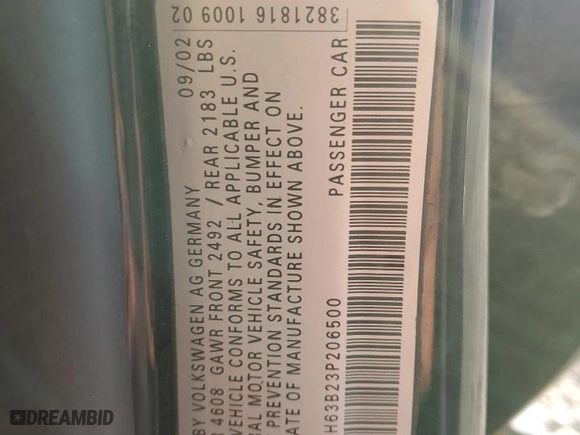 3821816 1009 02
BY VOLKSWAGEN AG GERMANY 09/02
4608 GAWR FRONT 2492 / REAR 2183 LBS
VEHICLE CONFORMS TO ALL APPLICABLE U.S.
AL MOTOR VEHICLE SAFETY, BUMPER AND
PREVENTION STANDARDS IN EFFECT ON
ATE OF MANUFACTURE SHOWN ABOVE.
H63B23P206500 PASSENGER CAR
DREAMBID